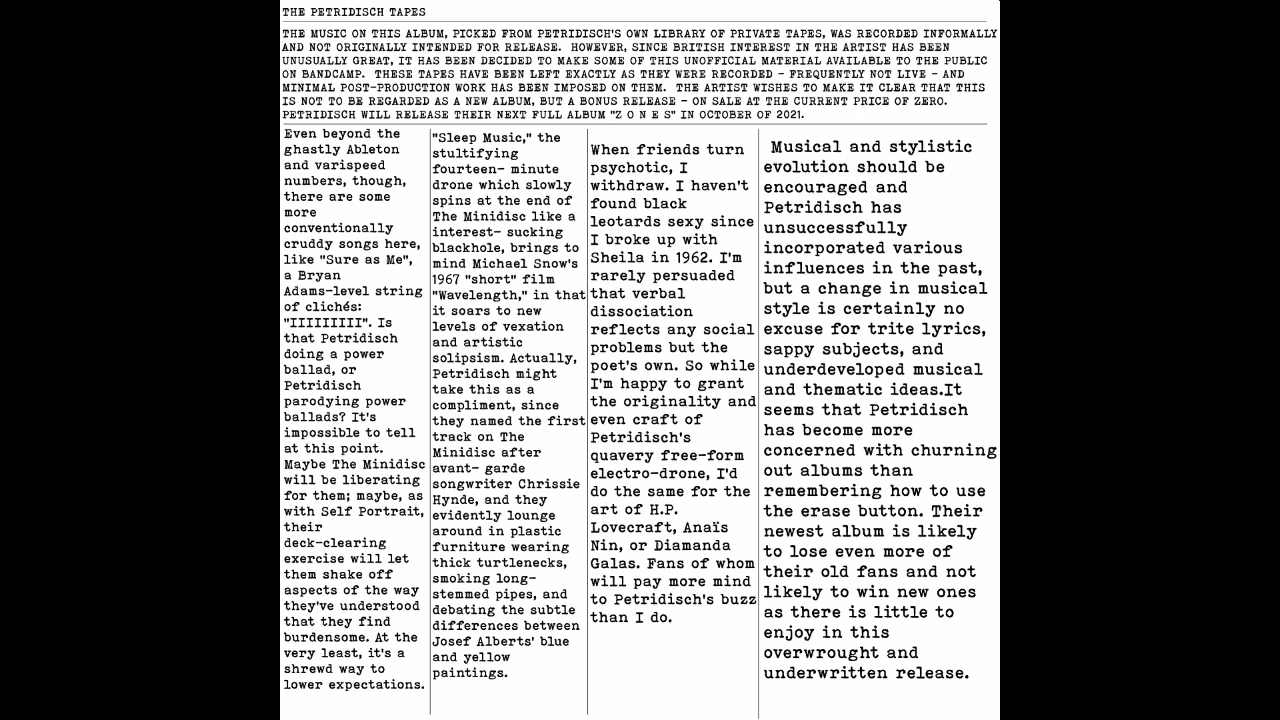 THE PETRIDISCH TAPES
THE MUSIC ON THIS ALBUM, PICKED FROM PETRIDISCH'S OWN LIBRARY OF PRIVATE TAPES, WAS RECORDED INFORMALLY
AND NOT ORIGINALLY INTENDED FOR RELEASE. HOWEVER, SINCE BRITISH INTEREST IN THE ARTIST HAS BEEN
UNUSUALLY GREAT, IT HAS BEEN DECIDED TO MAKE SOME OF THIS UNOFFICIAL MATERIAL AVAILABLE TO THE PUBLIC
ON BANDCAMP. THESE TAPES HAVE BEEN LEFT EXACTLY AS THEY WERE RECORDED - FREQUENTLY NOT LIVE - AND
MINIMAL POST-PRODUCTION WORK HAS BEEN IMPOSED ON THEM. THE ARTIST WISHES TO MAKE IT CLEAR THAT THIS
IS NOT TO BE REGARDED AS A NEW ALBUM, BUT A BONUS RELEASE - ON SALE AT THE CURRENT PRICE OF ZERO.
PETRIDISCH WILL RELEASE THEIR NEXT FULL ALBUM "Z O N E S" IN OCTOBER OF 2021.
Even beyond the
ghastly Ableton
and varispeed
numbers, though,
there are some
more
conventionally
cruddy songs here,
like "Sure as Me",
a Bryan
Adams-level string
of clichés:
"IIIIIIIII". Is
that Petridisch
doing a power
ballad, or
Petridisch
parodying power
ballads? It's
impossible to tell
at this point.
Maybe The Minidisc
will be liberating
for them; maybe, as
with Self Portrait,
their
deck-clearing
exercise will let
them shake off
aspects of the way
they've understood
that they find
burdensome. At the
very least, it's a
shrewd way to
lower expectations.
"Sleep Music," the
stultifying
fourteen- minute
drone which slowly
spins at the end of
The Minidisc like a
interest- sucking
blackhole, brings to
mind Michael Snow's
1967 "short" film
"Wavelength," in that
it soars to new
levels of vexation
and artistic
solipsism. Actually,
Petridisch might
take this as a
compliment, since
they named the first
track on The
Minidisc after
avant- garde
songwriter Chrissie
Hynde, and they
evidently lounge
around in plastic
furniture wearing
thick turtlenecks,
smoking long-
stemmed pipes, and
debating the subtle
differences between
Josef Alberts' blue
and yellow
paintings.
When friends turn
psychotic, I
withdraw. I haven't
found black
leotards sexy since
I broke up with
Sheila in 1962. I'm
rarely persuaded
that verbal
dissociation
reflects any social
problems but the
poet's own. So while
I'm happy to grant
the originality and
even craft of
Petridisch's
quavery free-form
electro-drone, I'd
do the same for the
art of H.P.
Lovecraft, Anaïs
Nin, or Diamanda
Galas. Fans of whom
will pay more mind
to Petridisch's buzz
than I do.
Musical and stylistic
evolution should be
encouraged and
Petridisch has
unsuccessfully
incorporated various
influences in the past,
but a change in musical
style is certainly no
excuse for trite lyrics,
sappy subjects, and
underdeveloped musical
and thematic ideas.It
seems that Petridisch
has become more
concerned with churning
out albums than
remembering how to use
the erase button. Their
newest album is likely
to lose even more of
their old fans and not
likely to win new ones
as there is little to
enjoy in this
overwrought and
underwritten release.